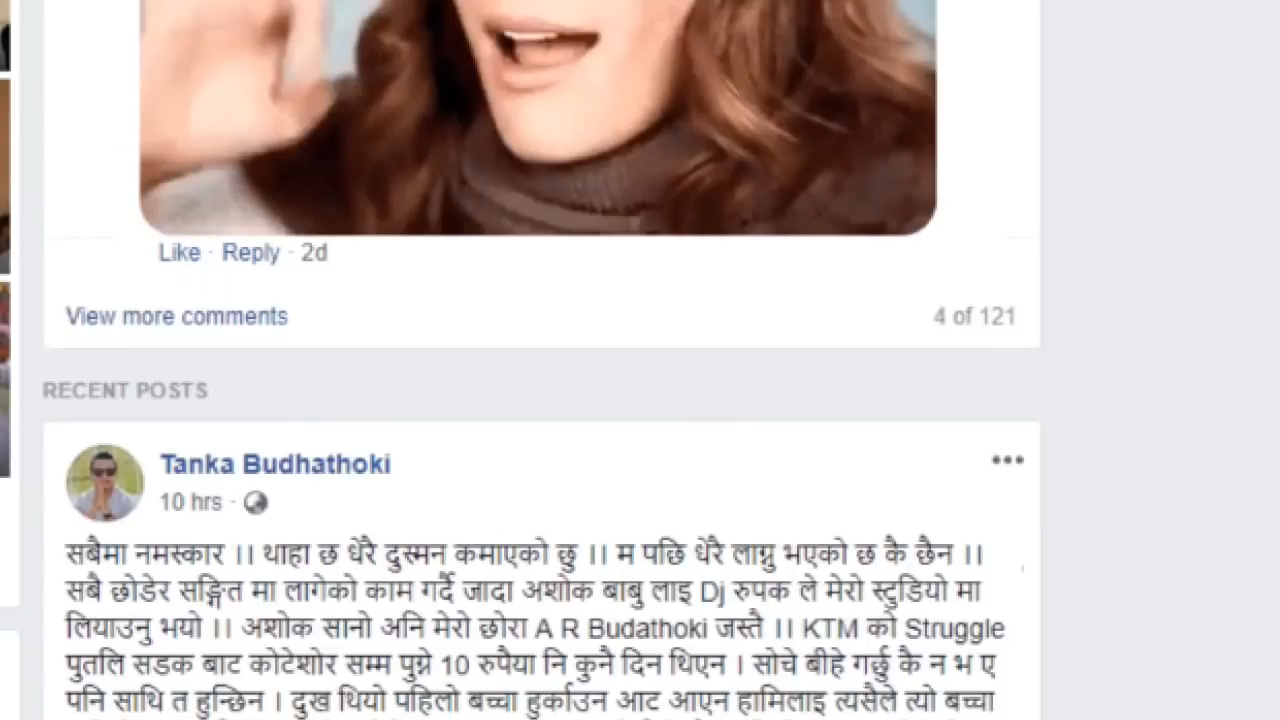 Like · Reply · 2d
View more comments
4 of 121
RECENT POSTS
Tanka Budhathoki
10 hrs ·
सबैमा नमस्कार ।। थाहा छ धेरै दुस्मन कमाएको छु ।। म पछि धेरै लाग्नु भएको छ कै छैन ।।
सबै छोडेर सङ्गित मा लागेको काम गर्दै जादा अशोक बाबु लाइ Dj रुपक ले मेरो स्टुडियो मा
लियाउनु भयो ।। अशोक सानो अनि मेरो छोरा A R Budathoki जस्तै ।। KTM को Struggle
पुतलि सडक बाट कोटेशोर सम्म पुग्ने 10 रुपैया नि कुनै दिन थिएन । सोचे बीहे गर्छु कै न भ ए
पनि साथि त हुन्छिन । दुख थियो पहिलो बच्चा हुर्काउन आट आएन हामिलाइ त्यसैले त्यो बच्चा